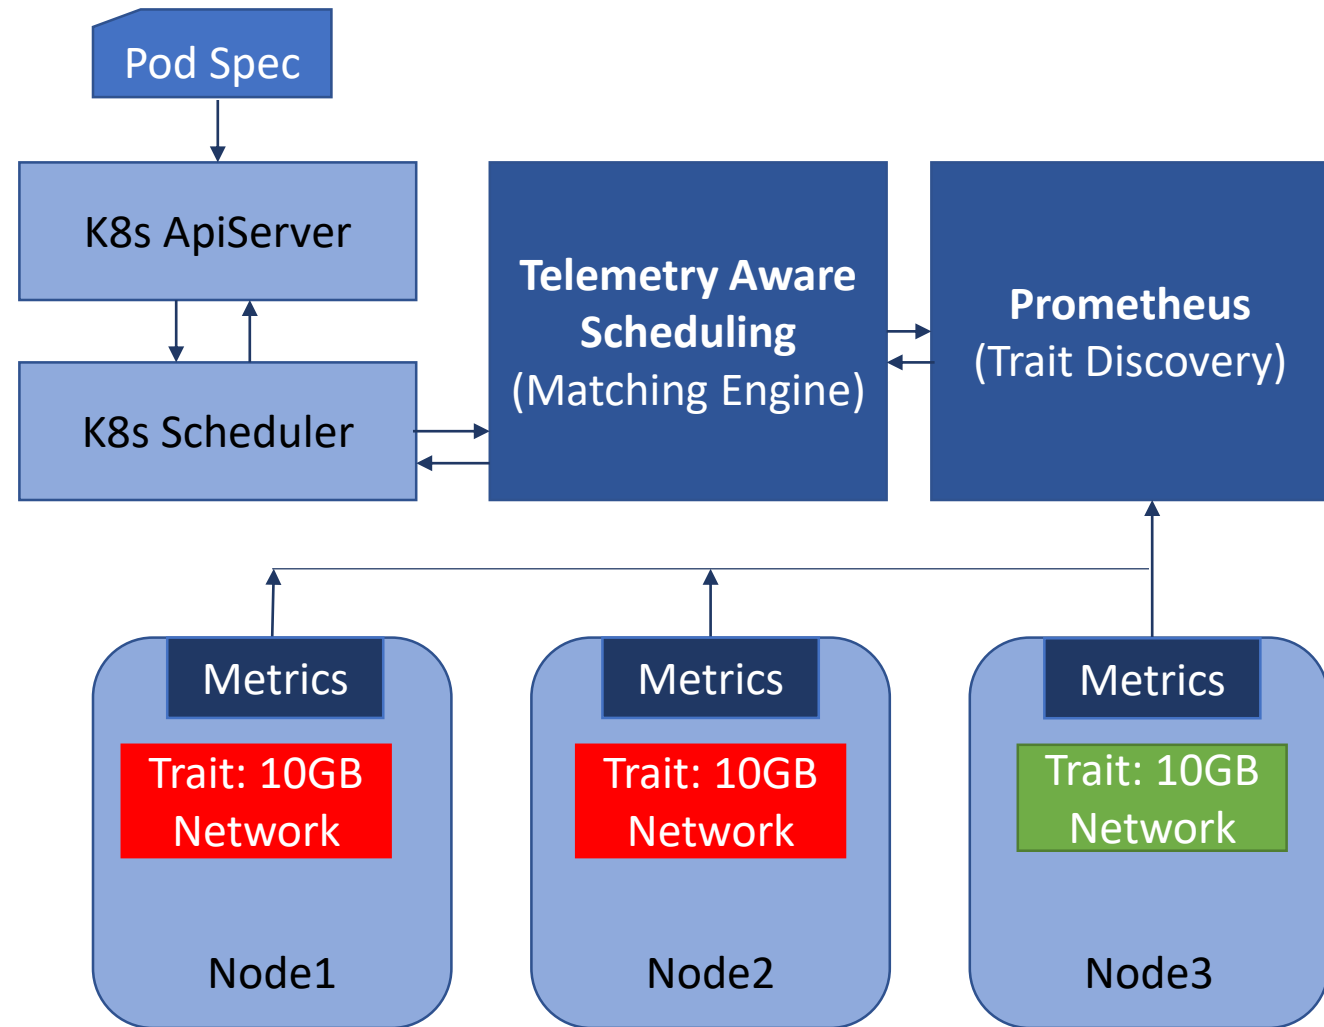 Pod Spec
K8s ApiServer
K8s Scheduler
Telemetry Aware
Scheduling
(Matching Engine)
Prometheus
(Trait Discovery)
Metrics
Trait: 10GB
Network
Node1
Metrics
Trait: 10GB
Network
Node2
Metrics
Trait: 10GB
Network
Node3